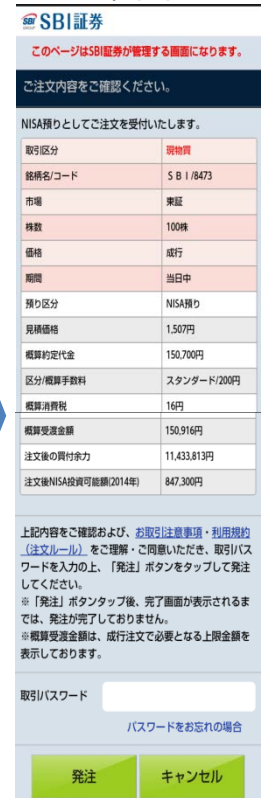 SBI SBI証券
このページはSBI証券が管理する画面になります。
ご注文内容をご確認ください。
NISA預りとしてご注文を受付いたします。
取引区分 現物買
銘柄名/コード ＳＢＩ/8473
市場 東証
株数 100株
価格 成行
期間 当日中
預り区分 NISA預り
見積価格 1,507円
概算約定代金 150,700円
区分/概算手数料 スタンダード/200円
概算消費税 16円
概算受渡金額 150,916円
注文後の買付余力 11,433,813円
注文後NISA投資可能額(2014年) 847,300円
上記内容をご確認および、お取引注意事項・利用規約
（注文ルール）をご理解・ご同意いただき、取引パス
ワードを入力の上、「発注」ボタンをタップして発注
してください。
※「発注」ボタンタップ後、完了画面が表示されるま
では、発注が完了しておりません。
※概算受渡金額は、成行注文で必要となる上限金額を
表示しております。
取引パスワード
パスワードをお忘れの場合
発注 キャンセル